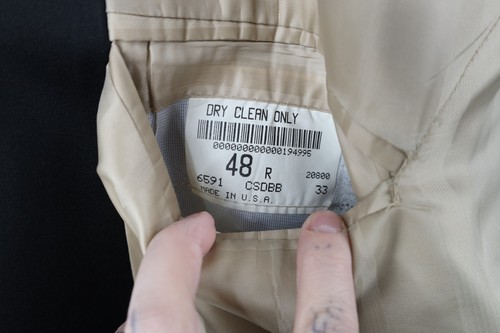 DRY CLEAN ONLY
000000000000194995
48 R 20800
6591 CSDBB 33
MADE IN U.S.A.